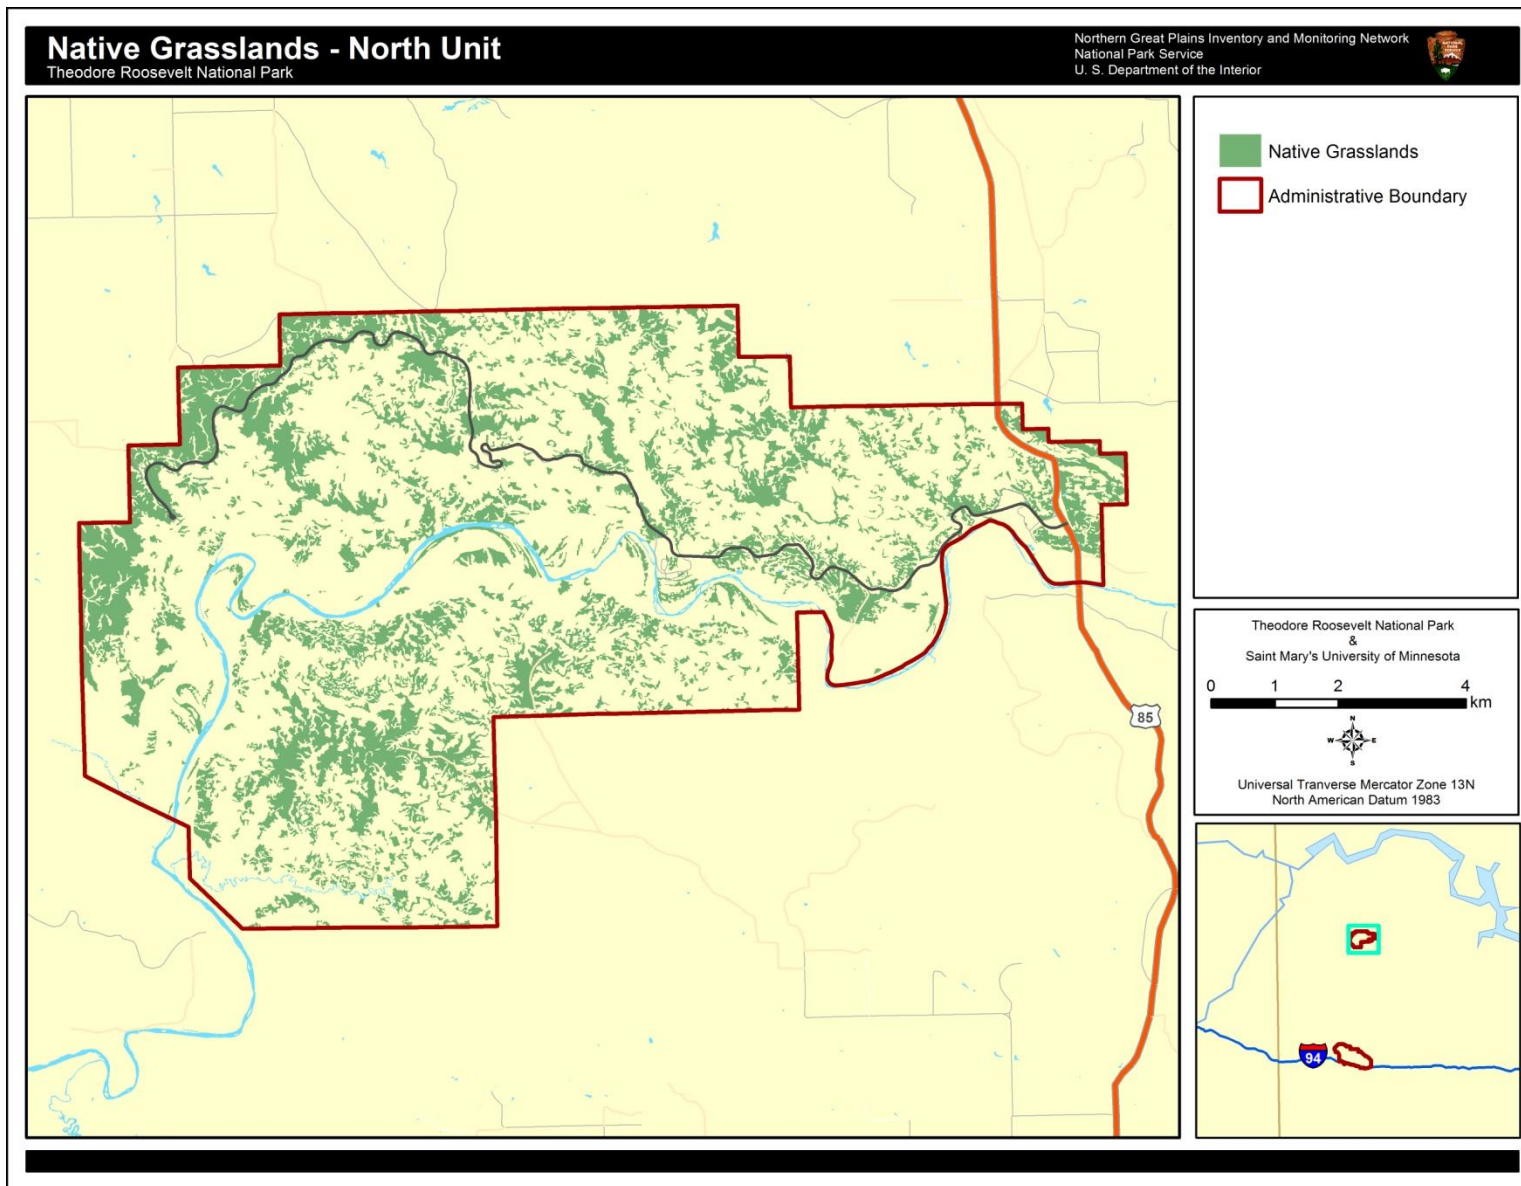 Native Grasslands - North Unit
Theodore Roosevelt National Park
Northern Great Plains Inventory and Monitoring Network
National Park Service
U. S. Department of the Interior
Native Grasslands
Administrative Boundary
85
Theodore Roosevelt National Park
&
Saint Mary's University of Minnesota
0 1 2 4
km
N
W E
S
Universal Tranverse Mercator Zone 13N
North American Datum 1983
94